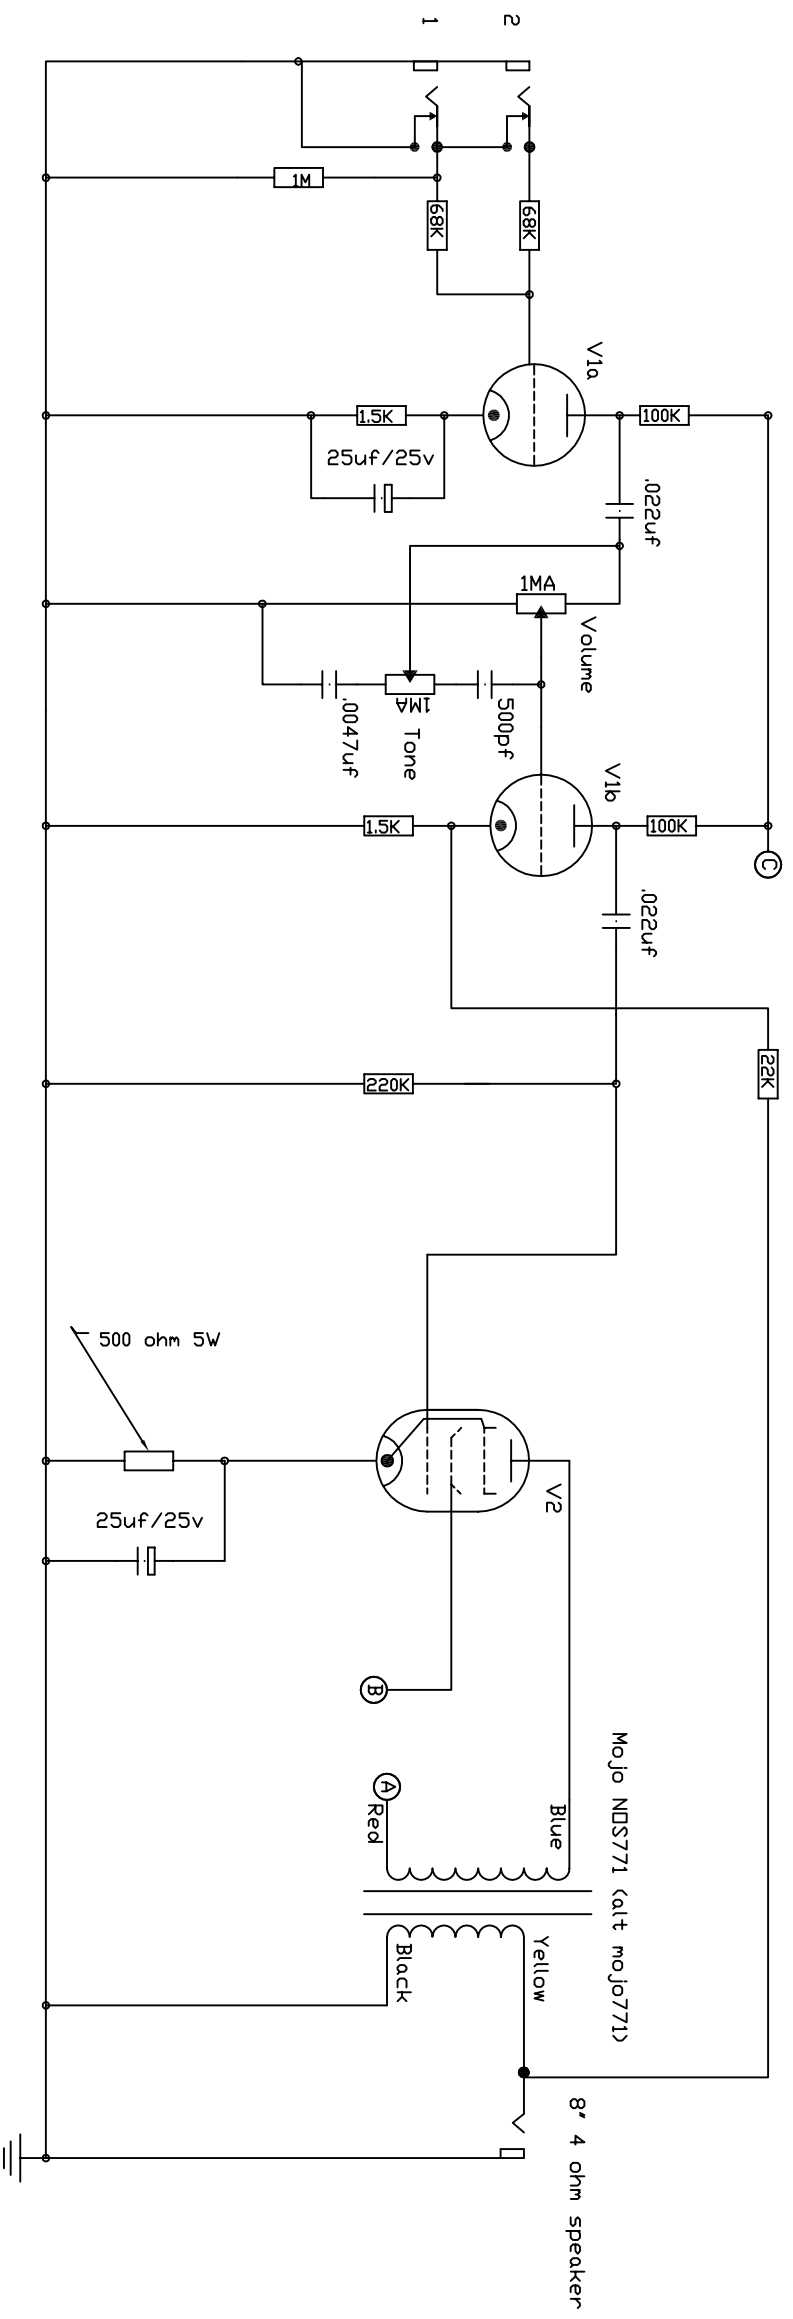 1
2
1M
68K
68K
V1a
1.5K
100K
25uf/25v
.022uf
1MA
Volume
500pf
1MA
.0047uf
Tone
V1b
1.5K
100K
C
.022uf
22K
220K
500 ohm 5W
V2
25uf/25v
B
Mojo NOS771 (alt mojo771)
A
Red
Blue
Black
Yellow
8" 4 ohm speaker